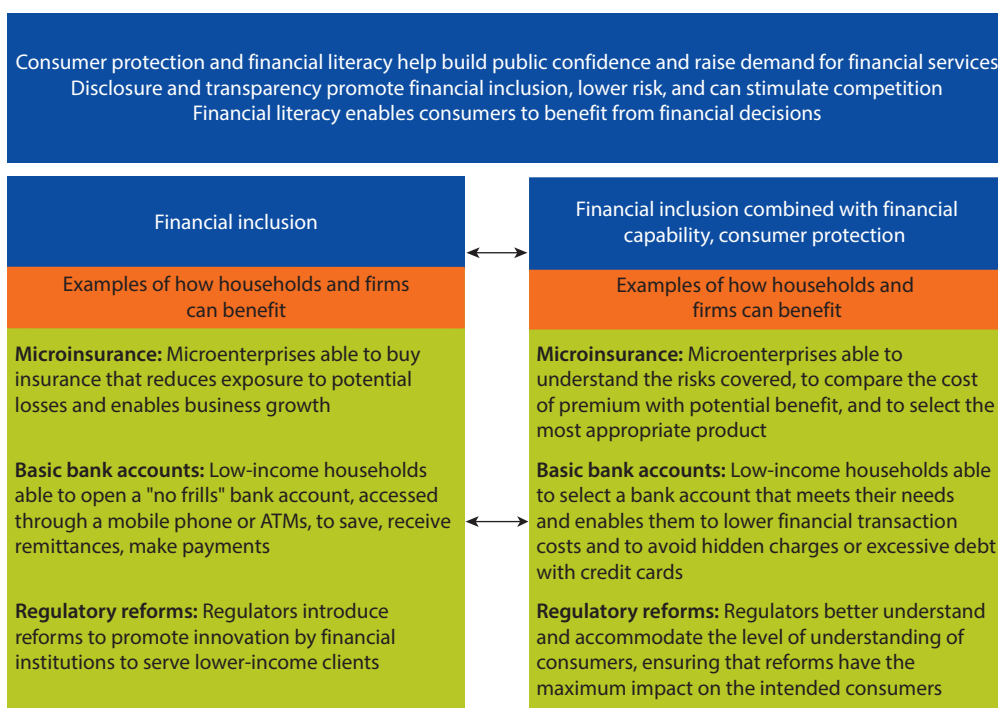 Consumer protection and financial literacy help build public confidence and raise demand for financial services
Disclosure and transparency promote financial inclusion, lower risk, and can stimulate competition
Financial literacy enables consumers to benefit from financial decisions
Financial inclusion
Examples of how households and firms
can benefit
Microinsurance: Microenterprises able to buy
insurance that reduces exposure to potential
losses and enables business growth
Basic bank accounts: Low-income households
able to open a "no frills" bank account, accessed
through a mobile phone or ATMs, to save, receive
remittances, make payments
Regulatory reforms: Regulators introduce
reforms to promote innovation by financial
institutions to serve lower-income clients
Financial inclusion combined with financial
capability, consumer protection
Examples of how households and
firms can benefit
Microinsurance: Microenterprises able to
understand the risks covered, to compare the cost
of premium with potential benefit, and to select the
most appropriate product
Basic bank accounts: Low-income households able
to select a bank account that meets their needs
and enables them to lower financial transaction
costs and to avoid hidden charges or excessive debt
with credit cards
Regulatory reforms: Regulators better understand
and accommodate the level of understanding of
consumers, ensuring that reforms have the
maximum impact on the intended consumers